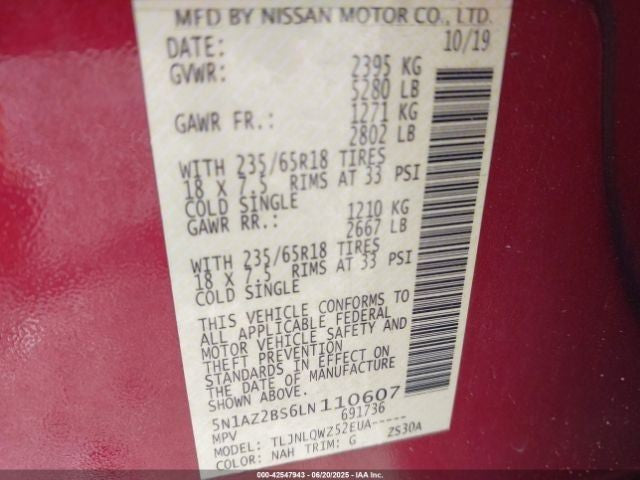 MFD BY NISSAN MOTOR CO., LTD.
DATE: 10/19
GVWR: 2395 KG
5280 LB
GAWR FR.: 1271 KG
2802 LB
WITH 235/65R18 TIRES
18 X 7.5 RIMS AT 33 PSI
COLD SINGLE
GAWR RR.: 1210 KG
2667 LB
WITH 235/65R18 TIRES
18 X 7.5 RIMS AT 33 PSI
COLD SINGLE
THIS VEHICLE CONFORMS TO
ALL APPLICABLE FEDERAL
MOTOR VEHICLE SAFETY AND
THEFT PREVENTION
STANDARDS IN EFFECT ON
THE DATE OF MANUFACTURE
5N1AZ2BS6LN110607
MPV 691736
TLJNLQWZ52EUA-----
COLOR: NAH TRIM: G ZS30A
000-42547943 - 06/20/2025 - IAA Inc.